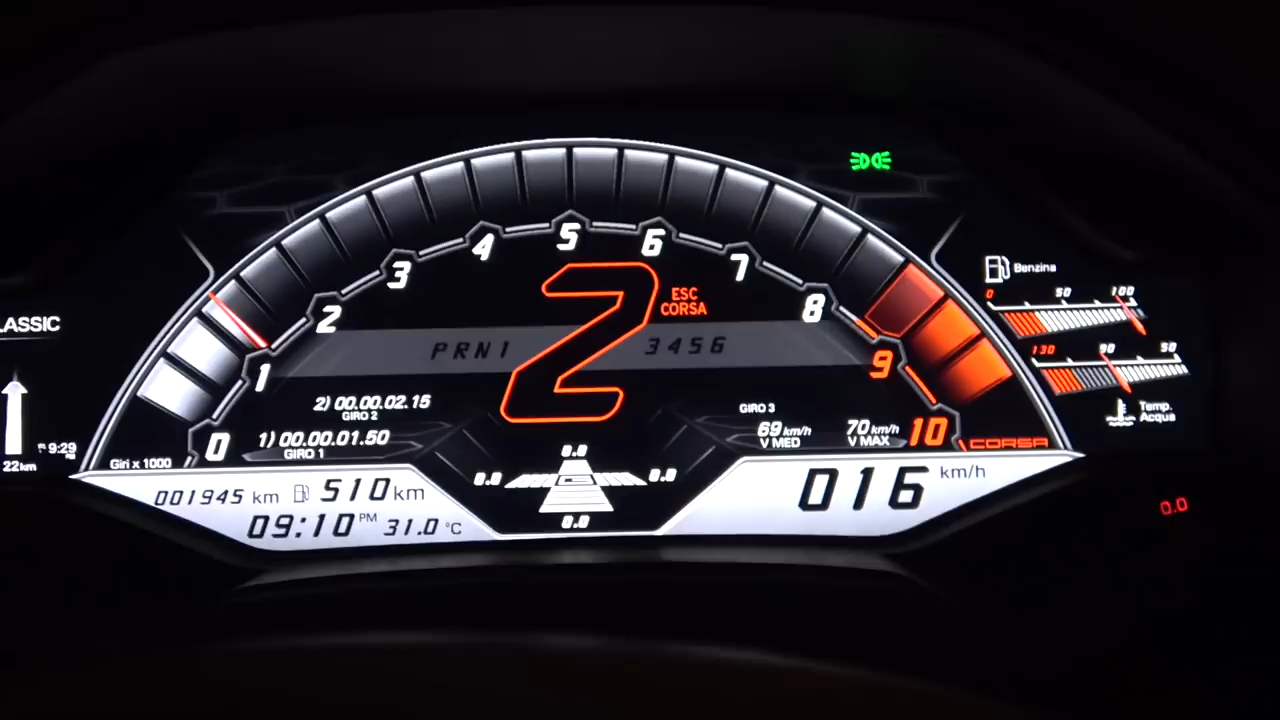 Benzina
0 50 100
130 90 50
Temp.
Acqua
LASSIC
9:29
PM
22km
0 1 2 3 4 5 6 7 8 9 10
Giri x 1000
2
ESC
CORSA
PRN1 3456
2) 00.00.02.15
GIRO 2
1) 00.00.01.50
GIRO 1
GIRO 3
69 km/h
V MED
70 km/h
V MAX
CORSA
0.0
0.0 G 0.0
0.0
001945 km 510 km
09:10 PM 31.0 °C
016 km/h
0.0